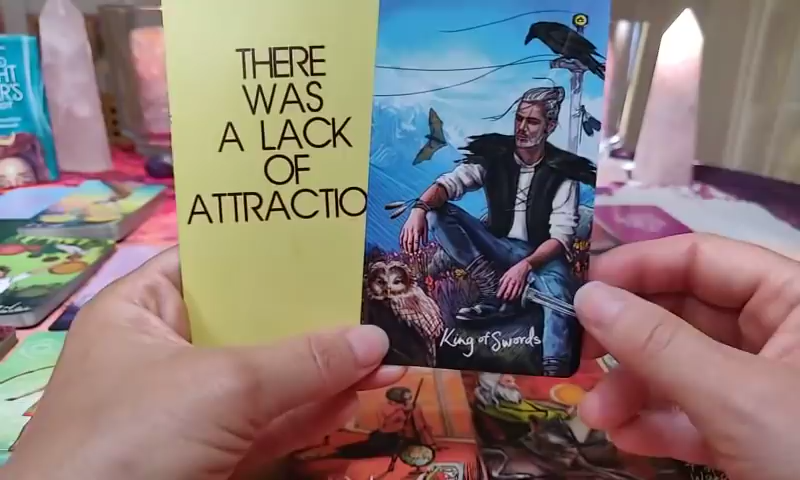 THERE
WAS
A LACK
OF
ATTRACTIO
King of Swords